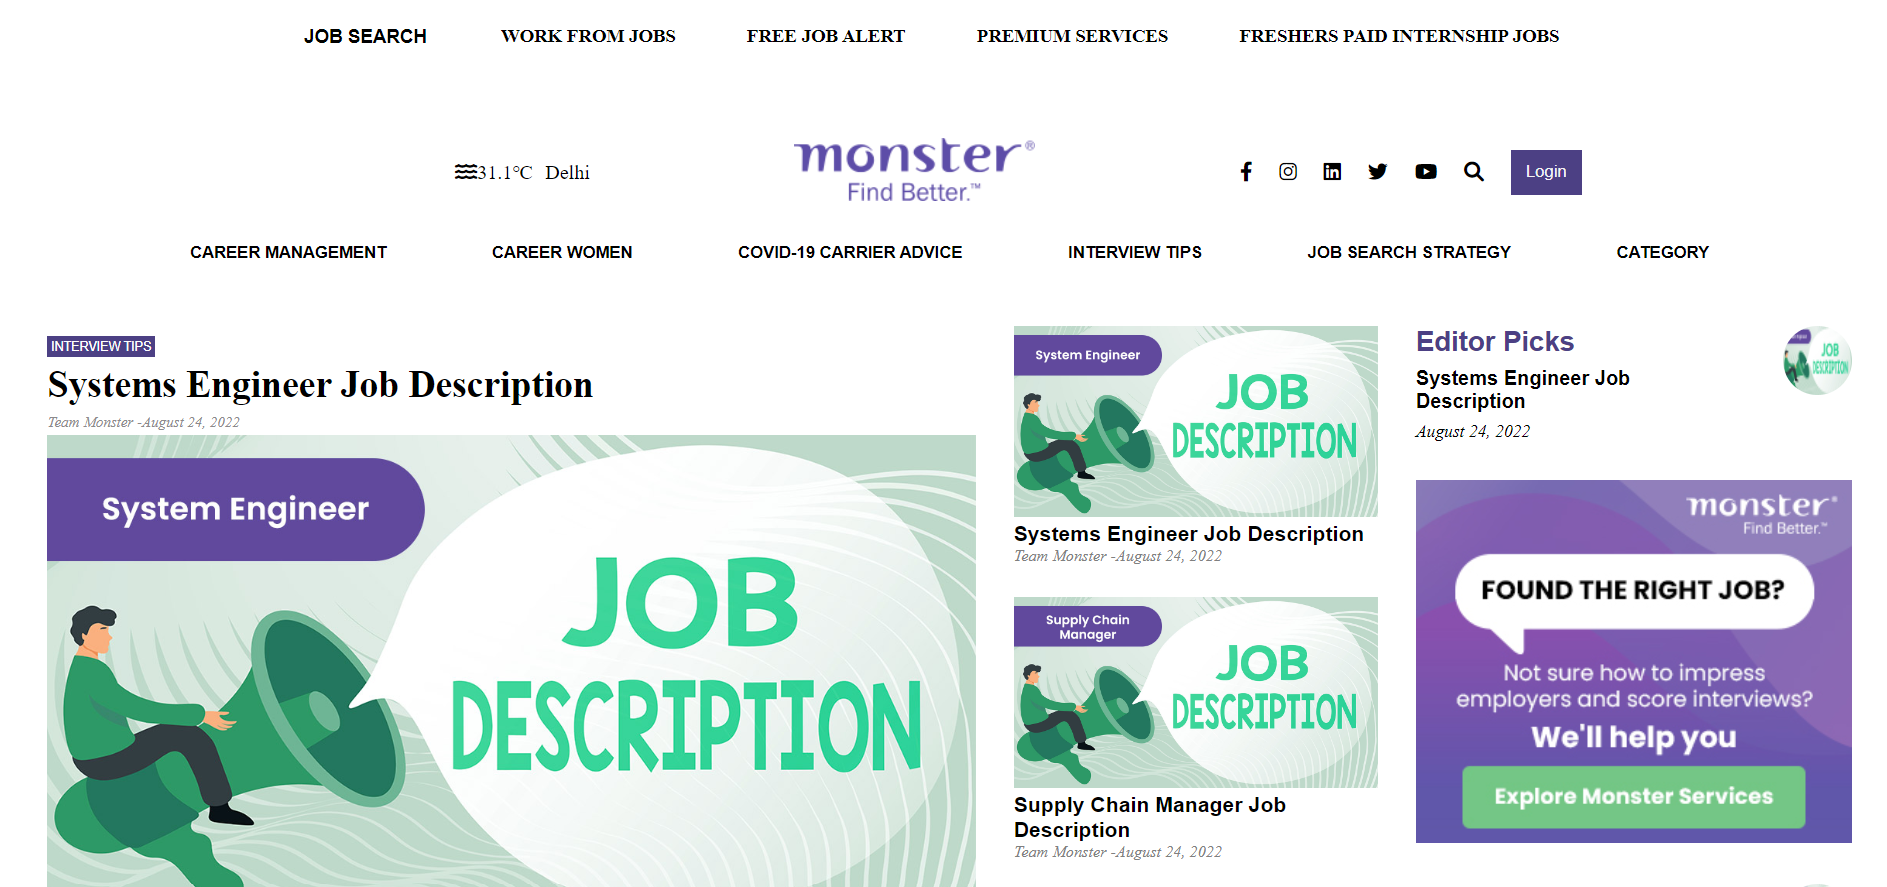 JOB SEARCH
WORK FROM JOBS
FREE JOB ALERT
PREMIUM SERVICES
FRESHERS PAID INTERNSHIP JOBS
31.1°C Delhi
monster®
Find Better.™
Login
CAREER MANAGEMENT
CAREER WOMEN
COVID-19 CARRIER ADVICE
INTERVIEW TIPS
JOB SEARCH STRATEGY
CATEGORY
INTERVIEW TIPS
Systems Engineer Job Description
Team Monster -August 24, 2022
System Engineer
JOB
DESCRIPTION
System Engineer
JOB
DESCRIPTION
Systems Engineer Job Description
Team Monster -August 24, 2022
Supply Chain
Manager
JOB
DESCRIPTION
Supply Chain Manager Job
Description
Team Monster -August 24, 2022
Editor Picks
Systems Engineer Job
Description
August 24, 2022
JOB
DESCRIPTION
monster®
Find Better.™
FOUND THE RIGHT JOB?
Not sure how to impress
employers and score interviews?
We'll help you
Explore Monster Services